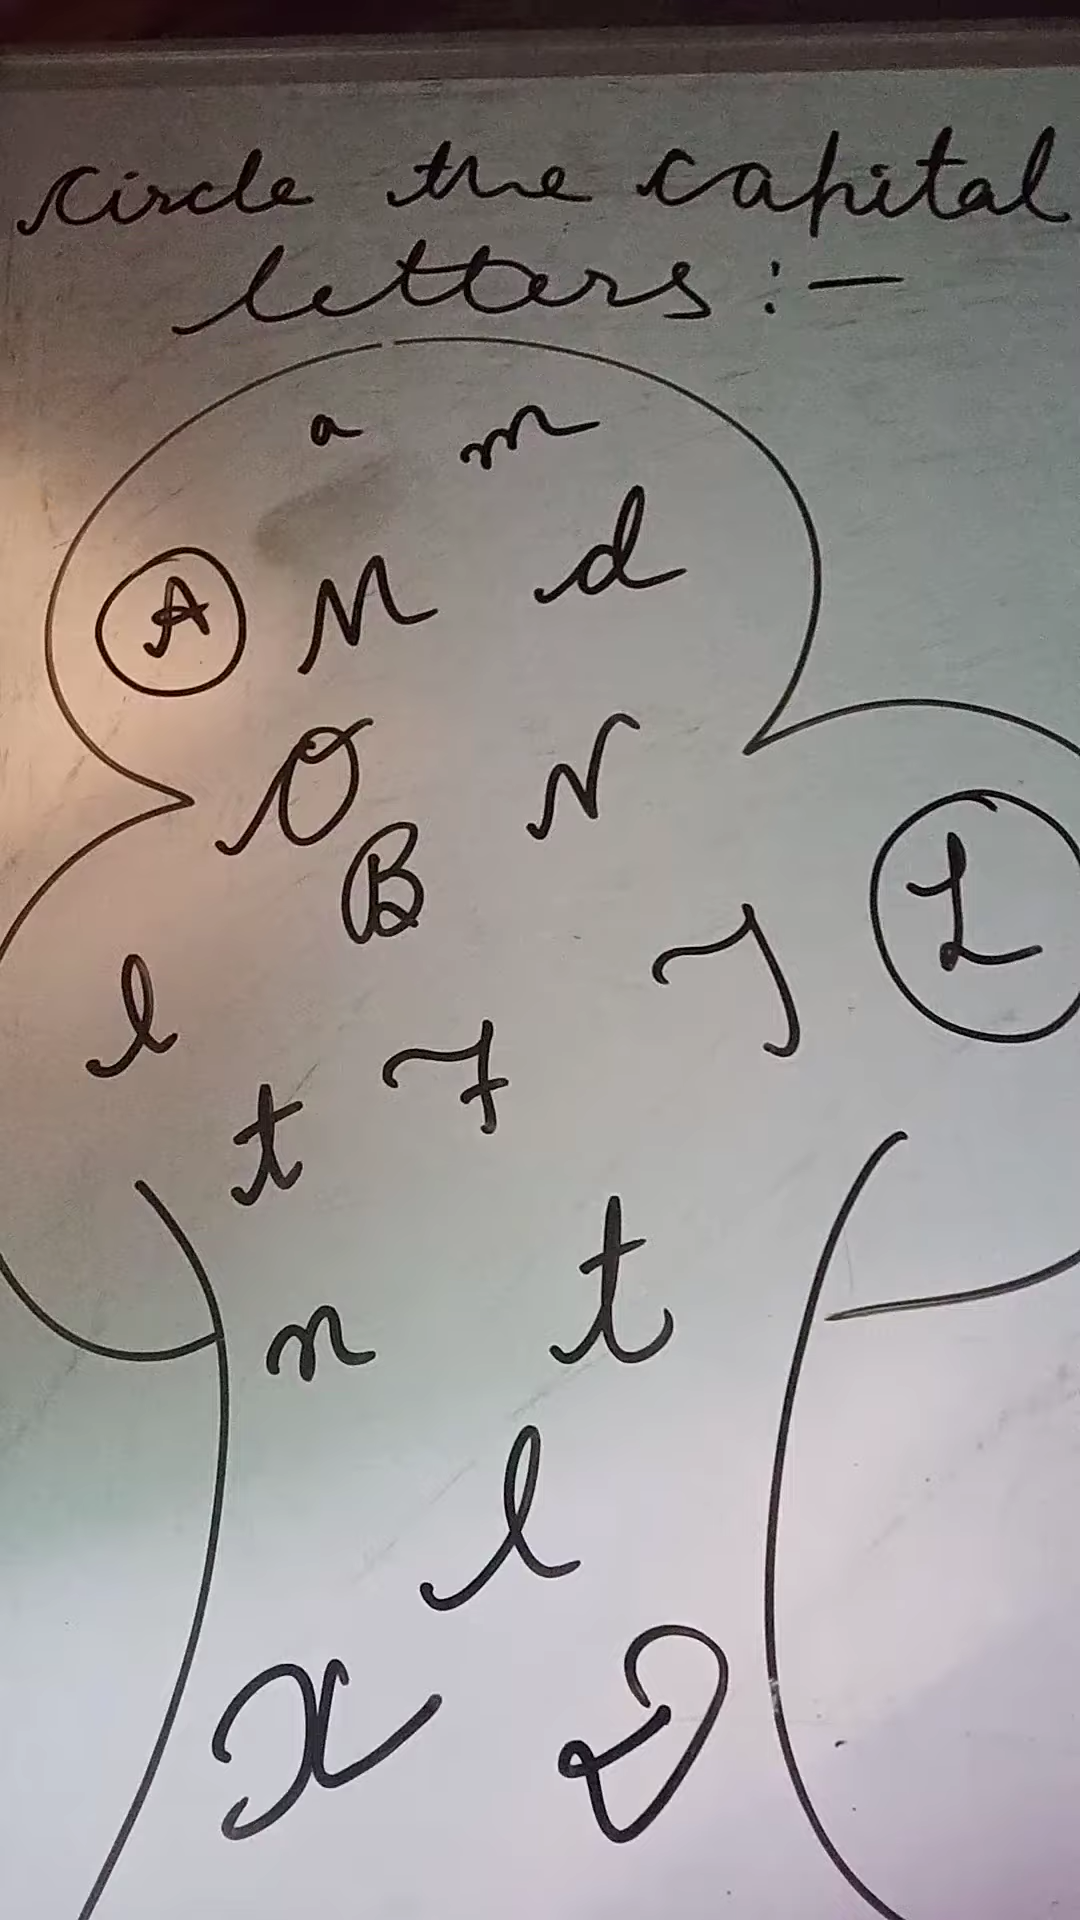 circle the capital
letters :-
a m
A M d
O N
B L
l T
F
t
n t
l
X D